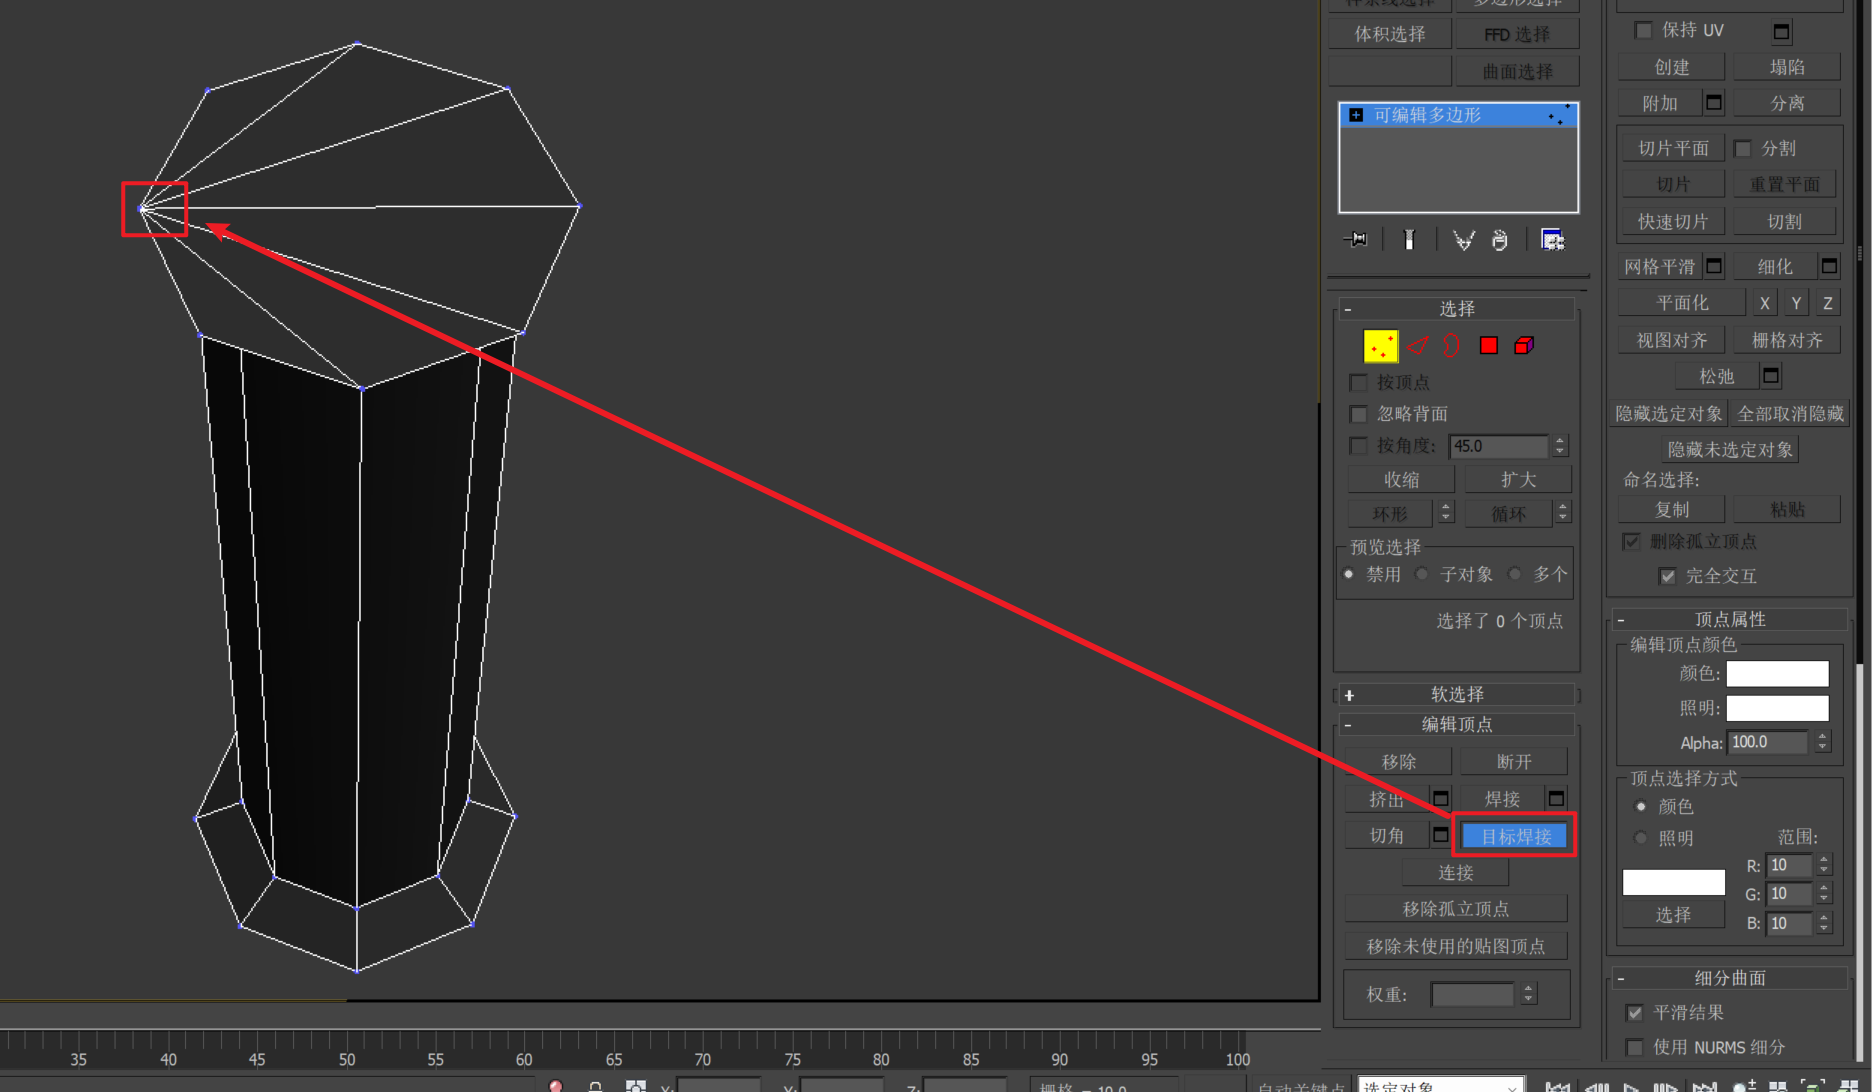 样条线选择 多边形选择
体积选择 FFD 选择
曲面选择
可编辑多边形
- 选择
按顶点
忽略背面
按角度: 45.0
收缩 扩大
环形 循环
预览选择
禁用 子对象 多个
选择了 0 个顶点
+ 软选择
- 编辑顶点
移除 断开
挤出 焊接
切角 目标焊接
连接
移除孤立顶点
移除未使用的贴图顶点
权重:
保持 UV
创建 塌陷
附加 分离
切片平面 分割
切片 重置平面
快速切片 切割
网格平滑 细化
平面化 X Y Z
视图对齐 栅格对齐
松弛
隐藏选定对象 全部取消隐藏
隐藏未选定对象
命名选择:
复制 粘贴
删除孤立顶点
完全交互
- 顶点属性
编辑顶点颜色
颜色:
照明:
Alpha: 100.0
顶点选择方式
颜色
照明 范围:
R: 10
G: 10
选择
B: 10
- 细分曲面
平滑结果
使用 NURMS 细分
35 40 45 50 55 60 65 70 75 80 85 90 95 100
X: Y: Z: 栅格 = 10.0 自动关键点 选定对象